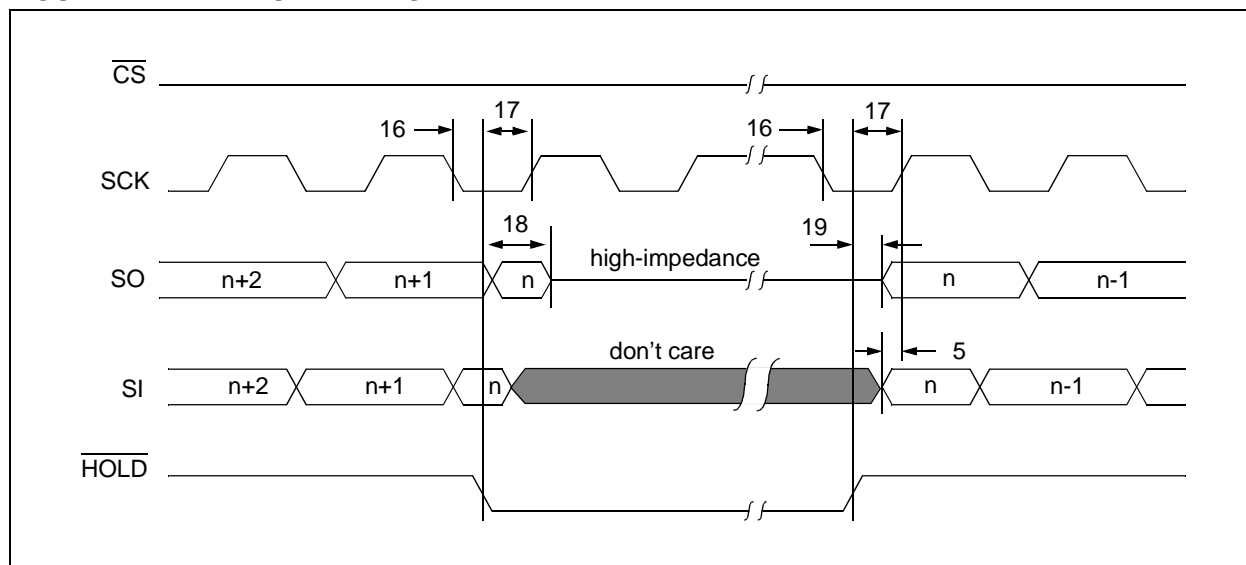 CS
17
17
16
16
SCK
18
19
high-impedance
SO
n+2
n+1
n
n
n-1
don't care
5
SI
n+2
n+1
n
n
n-1
HOLD